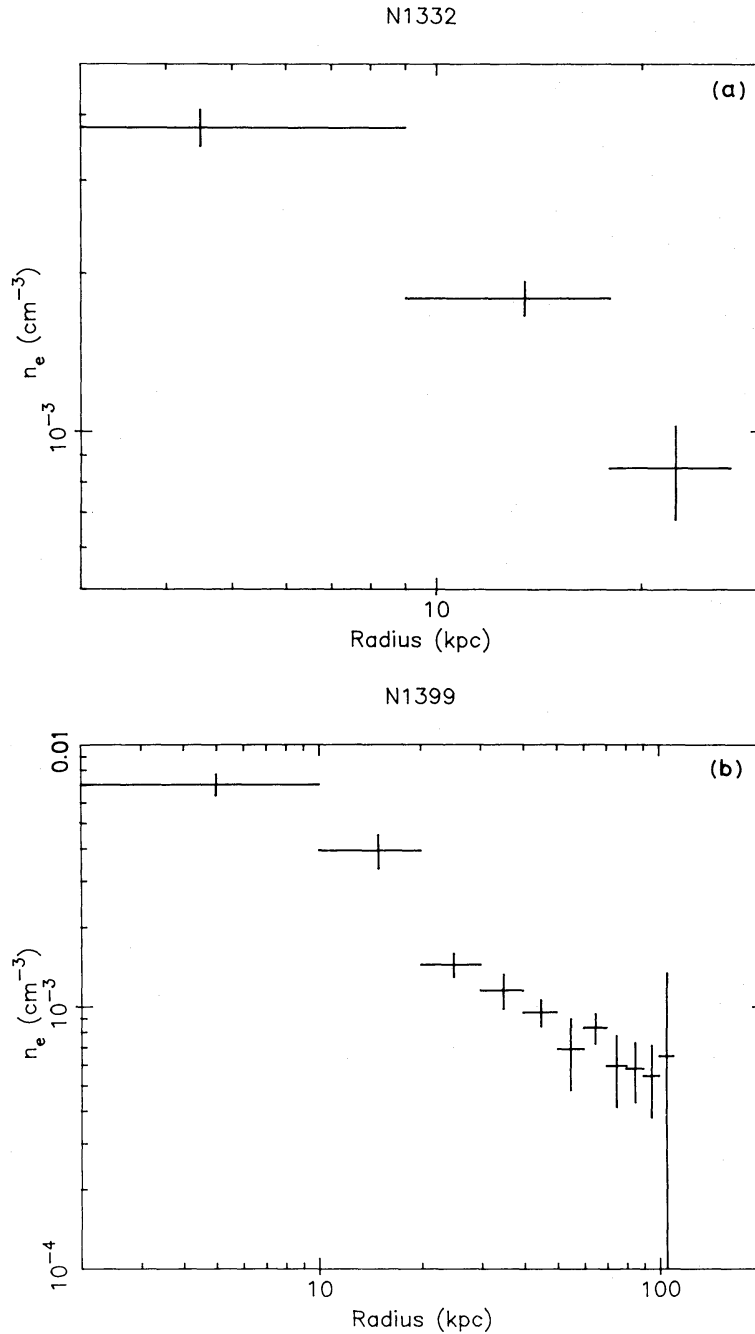 N1332
(a)
n_e (cm^{-3})
10^{-3}
10
Radius (kpc)
N1399
(b)
0.01
n_e (cm^{-3})
10^{-3}
10^{-4}
10
100
Radius (kpc)